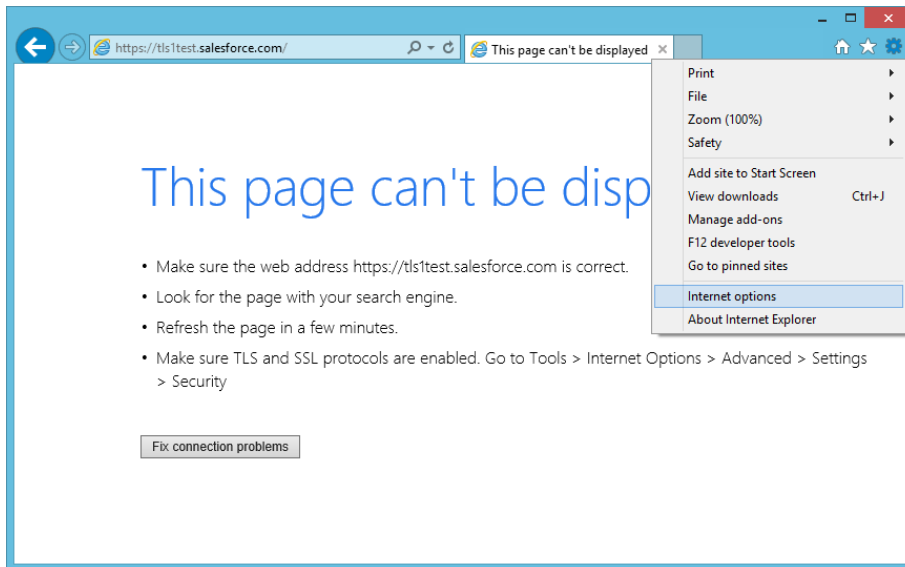 https://tls1test.salesforce.com/
This page can't be displayed
Print
File
Zoom (100%)
Safety
Add site to Start Screen
View downloads Ctrl+J
Manage add-ons
F12 developer tools
Go to pinned sites
Internet options
About Internet Explorer
This page can't be disp
• Make sure the web address https://tls1test.salesforce.com is correct.
• Look for the page with your search engine.
• Refresh the page in a few minutes.
• Make sure TLS and SSL protocols are enabled. Go to Tools > Internet Options > Advanced > Settings
> Security
Fix connection problems